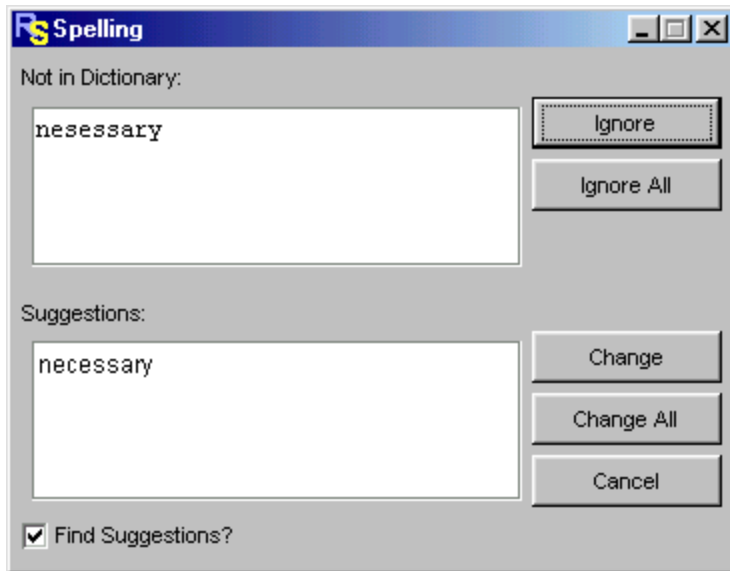 RS Spelling
Not in Dictionary:
nesessary
Ignore
Ignore All
Suggestions:
necessary
Change
Change All
Cancel
Find Suggestions?